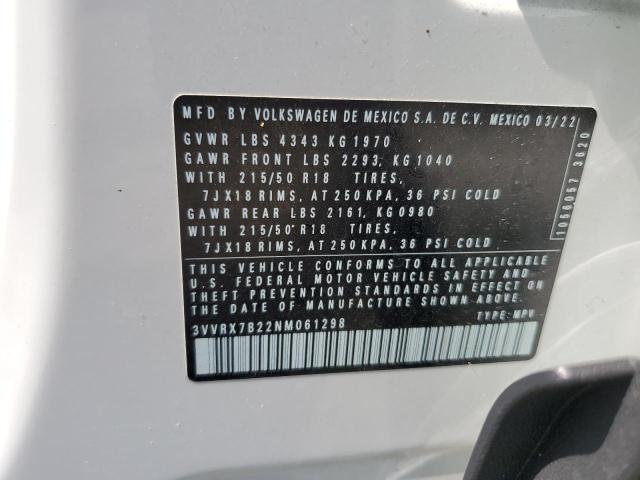 MFD BY VOLKSWAGEN DE MEXICO S.A. DE C.V. MEXICO 03/22
GVWR LBS 4343 KG 1970
GAWR FRONT LBS 2293, KG 1040
WITH 215/50 R18 TIRES,
7JX18 RIMS, AT 250 KPA, 36 PSI COLD
GAWR REAR LBS 2161, KG0980
WITH 215/50 R18 TIRES,
7JX18 RIMS, AT 250 KPA, 36 PSI COLD
THIS VEHICLE CONFORMS TO ALL APPLICABLE
U.S. FEDERAL MOTOR VEHICLE SAFETY AND
THEFT PREVENTION STANDARDS IN EFFECT ON
THE DATE OF MANUFACTURE SHOWN ABOVE.
3VVRX7B22NM061298 TYPE: MPV
1056057 3620